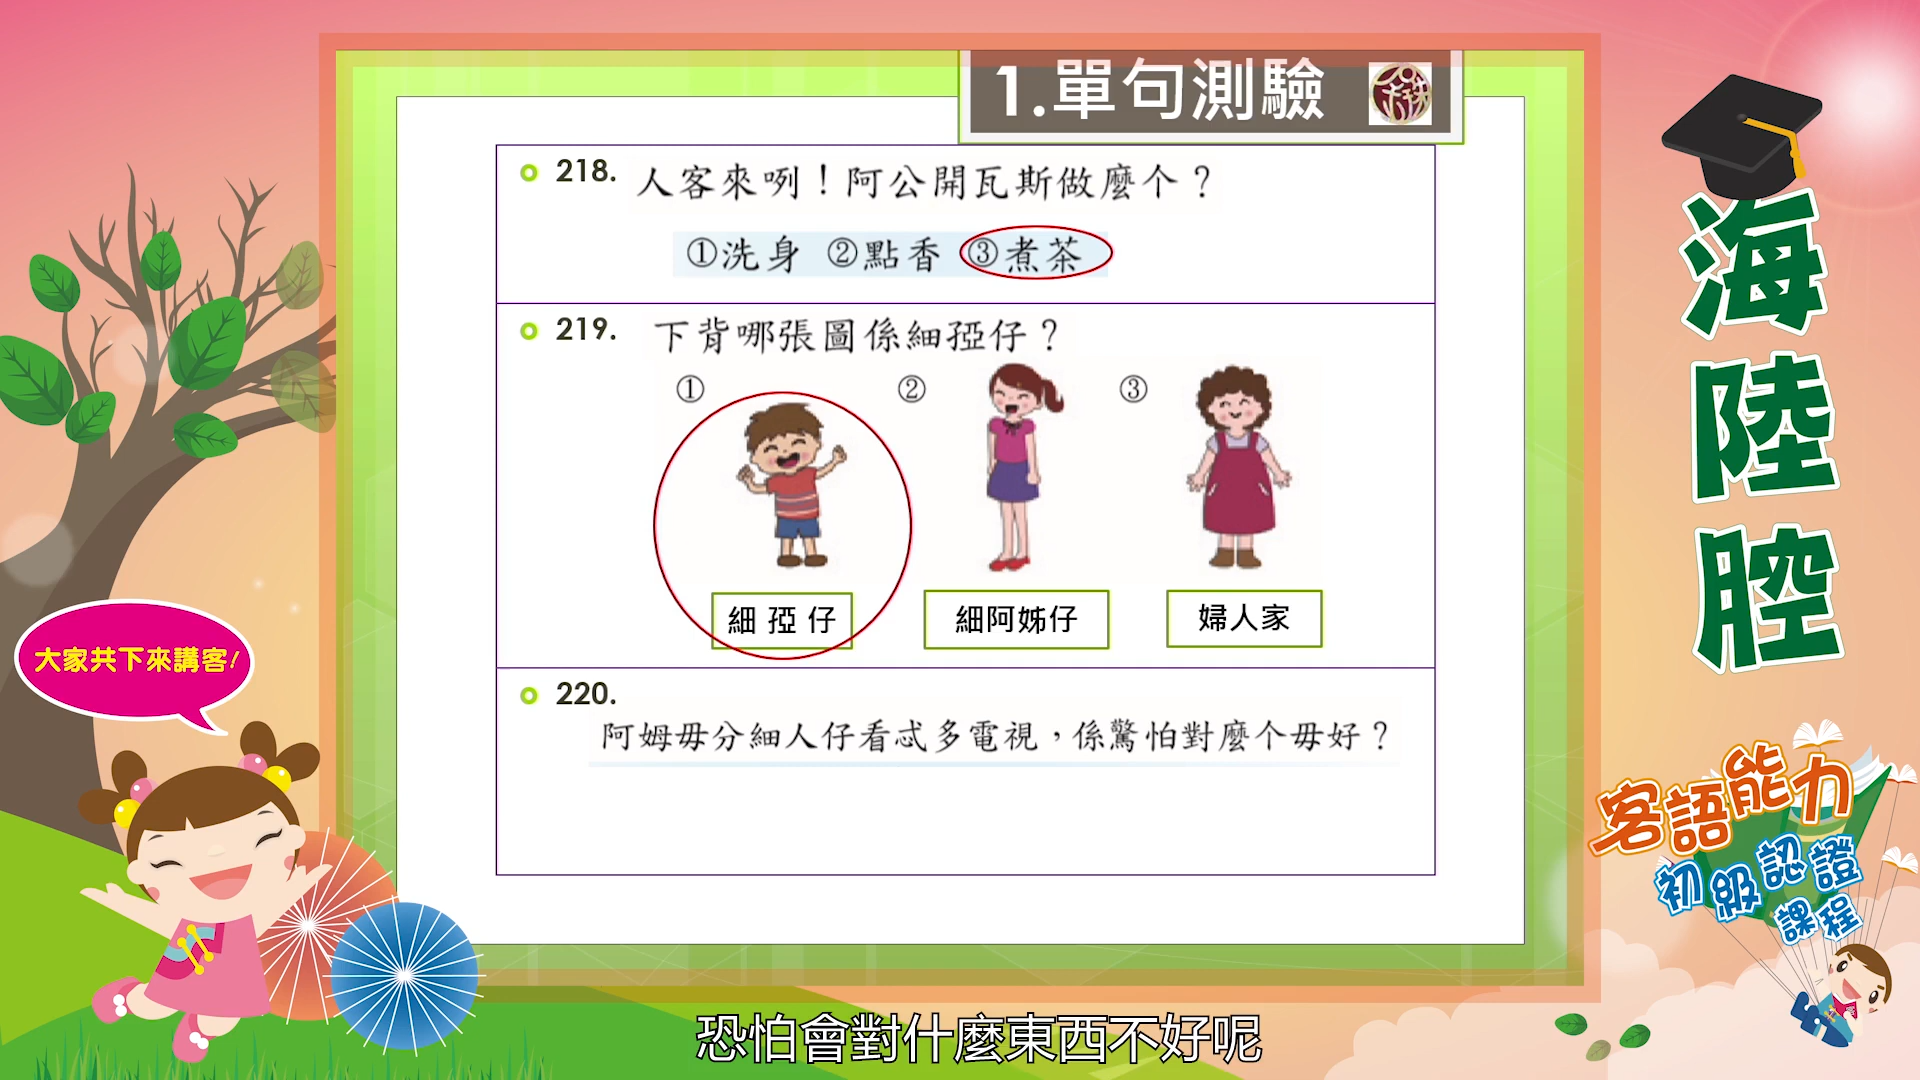 1.單句測驗
218. 人客來咧！阿公開瓦斯做麼个？
①洗身 ②點香 ③煮茶
219. 下背哪張圖係細孲仔？
① ② ③
細孲仔 細阿姊仔 婦人家
220.
阿姆毋分細人仔看忒多電視，係驚怕對麼个毋好？
大家共下來講客!
海陸腔
客語能力
初級認證
課程
恐怕會對什麼東西不好呢